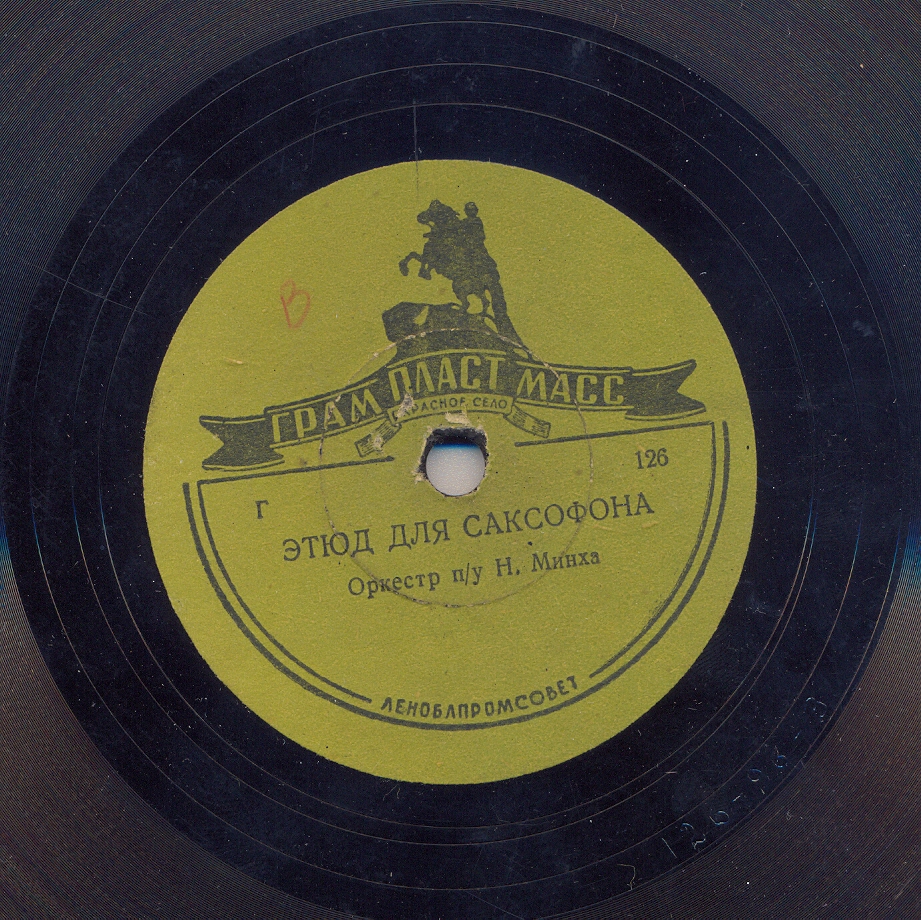 В
ГРАМ ПЛАСТ МАСС
КРАСНОЕ СЕЛО
Г 126
ЭТЮД ДЛЯ САКСОФОНА
Оркестр п/у Н. Минха
ЛЕНОБЛПРОМСОВЕТ